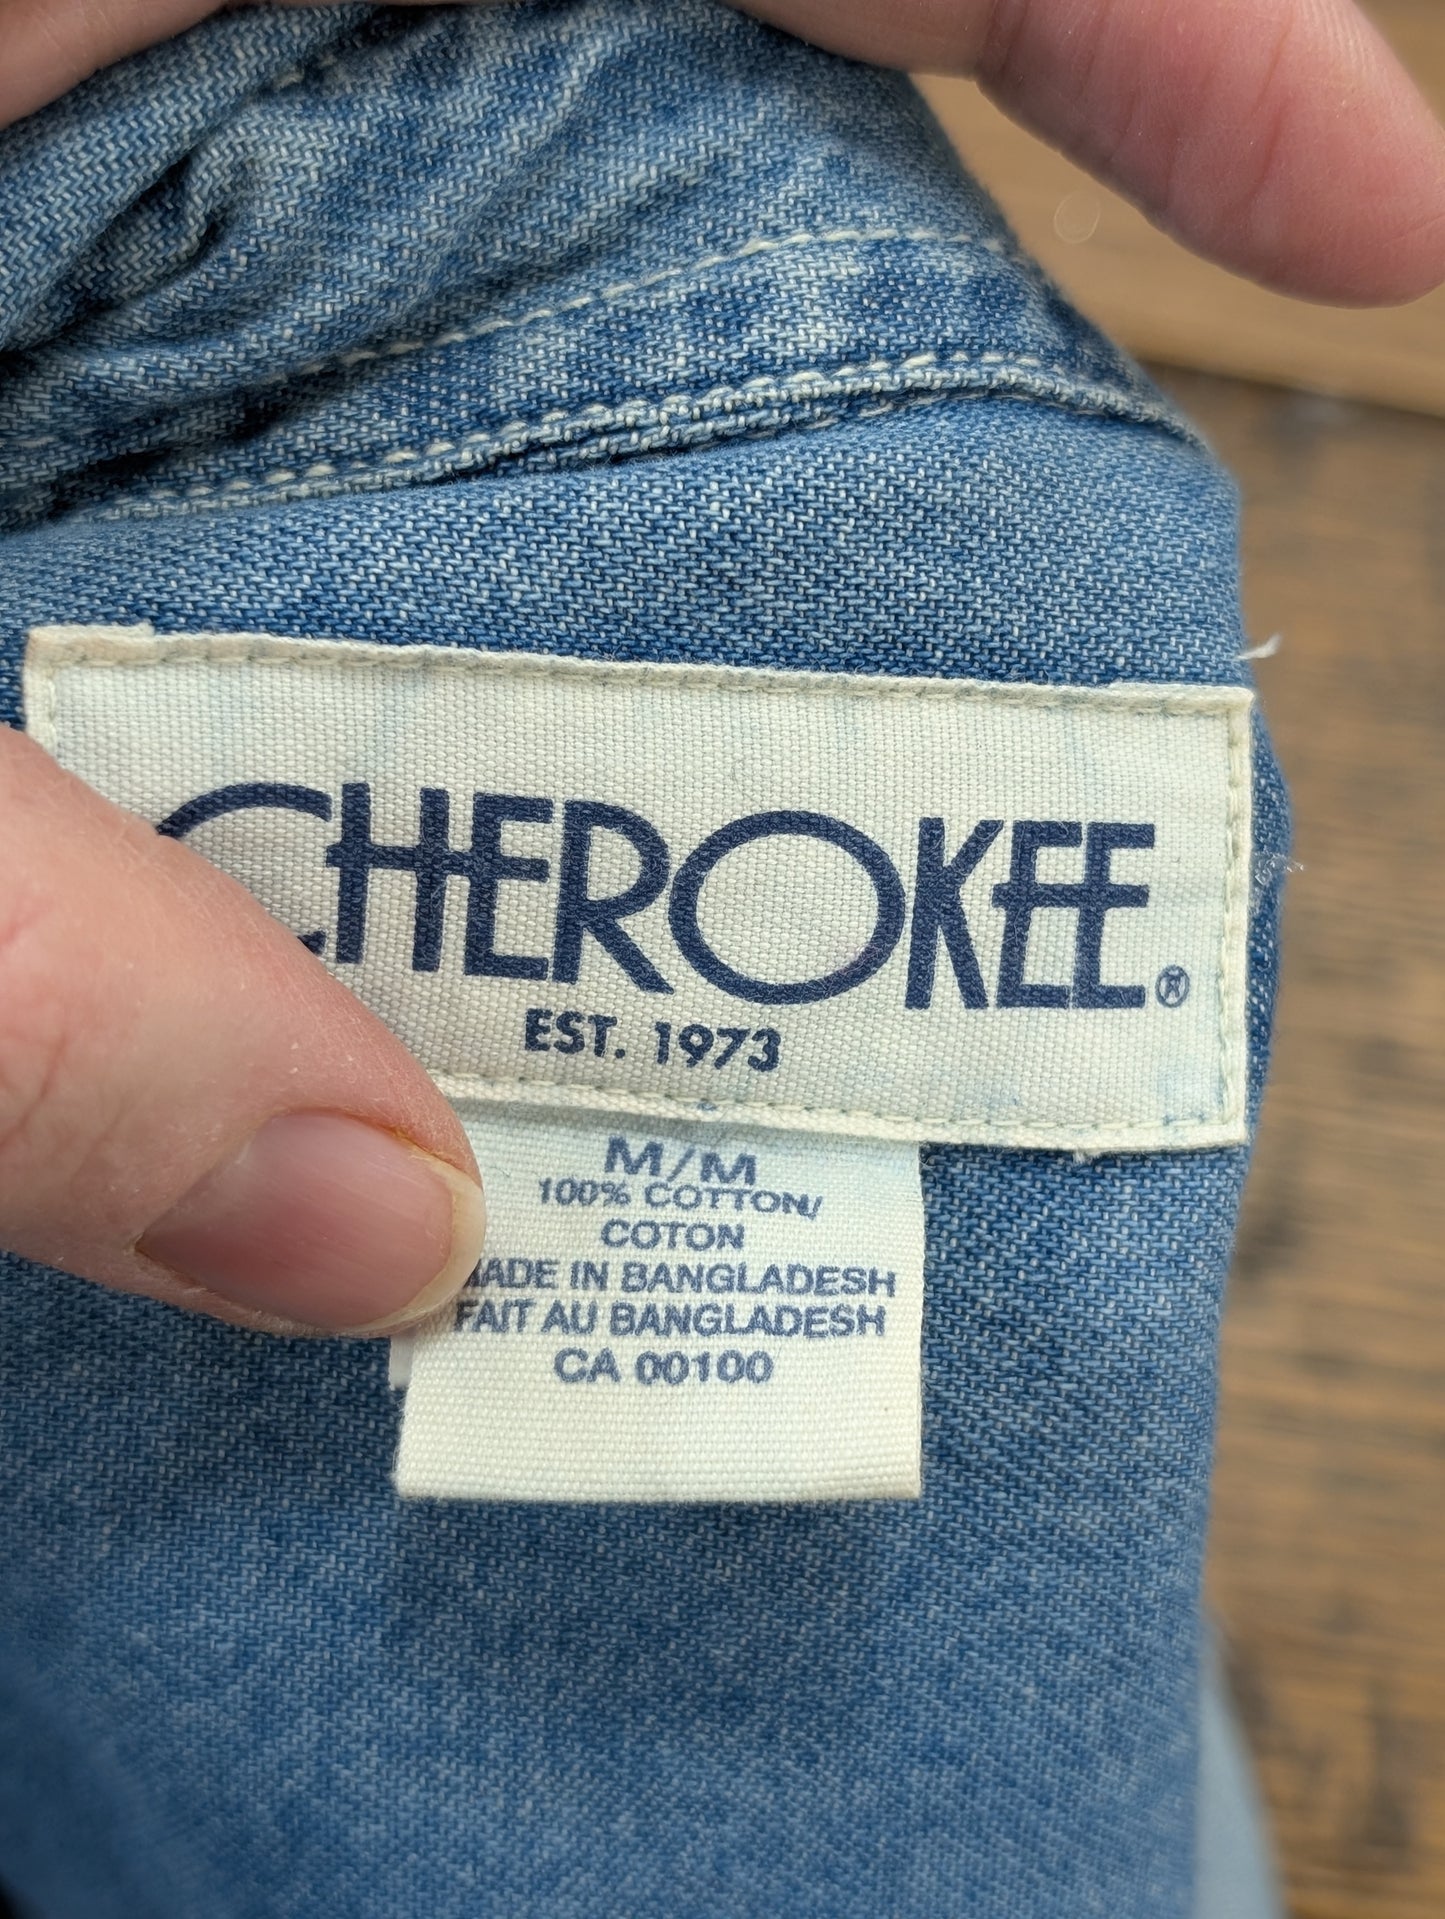 CHEROKEE®
EST. 1973
M/M
100% COTTON/
COTON
MADE IN BANGLADESH
FAIT AU BANGLADESH
CA 00100